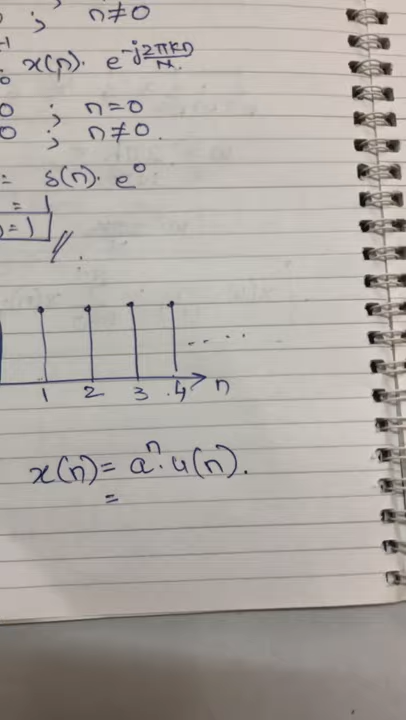 ; n≠0
x(n). e^-j2πkn/N.
0 ; n=0
0 ; n≠0.
= δ(n). e^0
= 1
)=1
1 2 3 4 n
x(n)= a^n. u(n).
=